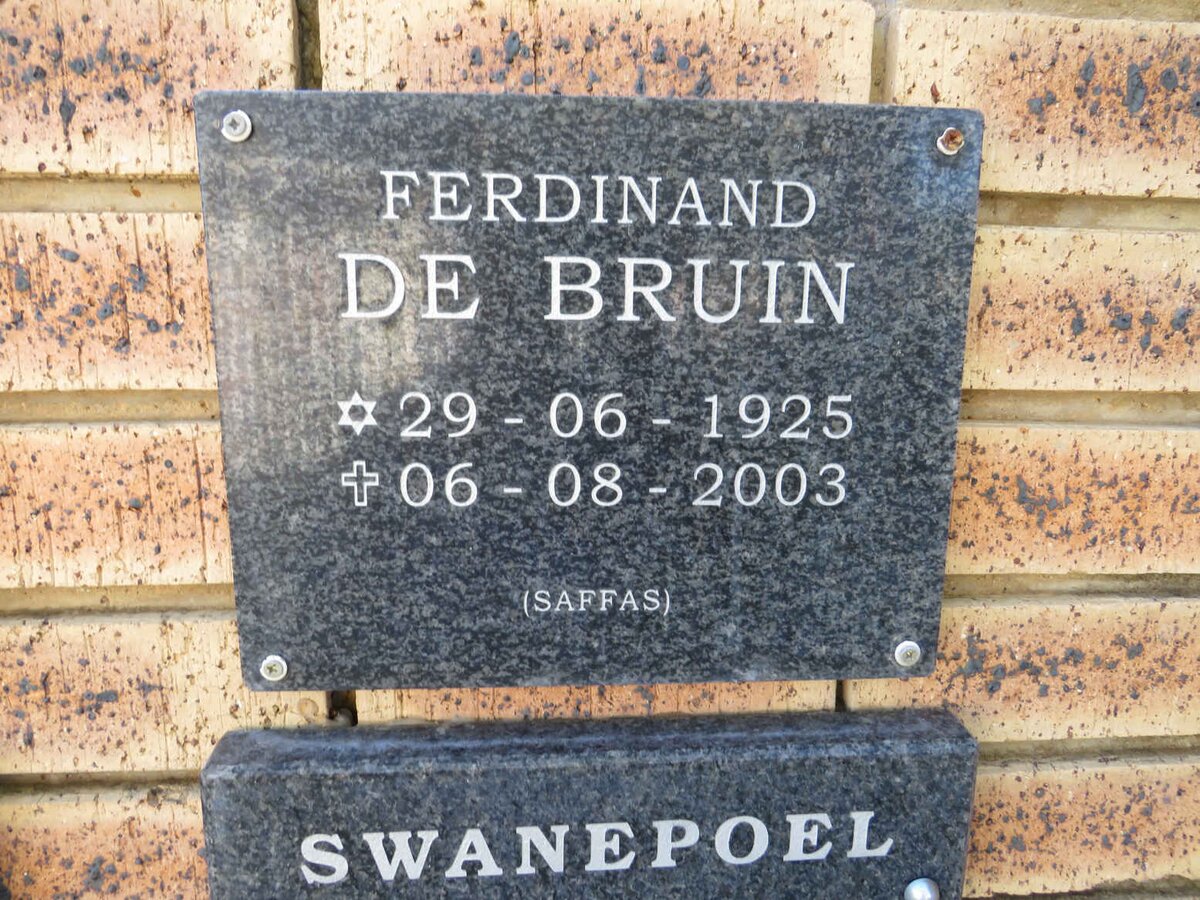 FERDINAND
DE BRUIN
✡ 29 - 06 - 1925
✝ 06 - 08 - 2003
(SAFFAS)
SWANEPOEL